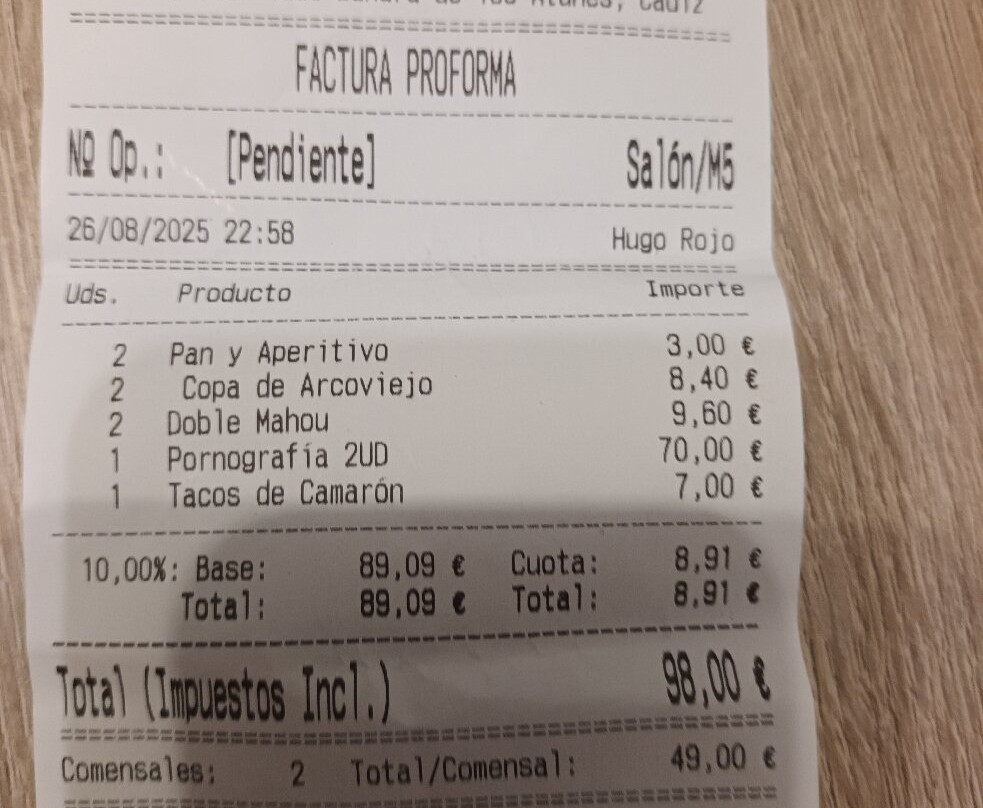 Cádiz
==================================================
FACTURA PROFORMA
--------------------------------------------------
Nº Op.: [Pendiente] Salón/M5
--------------------------------------------------
26/08/2025 22:58 Hugo Rojo
==================================================
Uds. Producto Importe
--------------------------------------------------
2 Pan y Aperitivo 3,00 €
2 Copa de Arcoviejo 8,40 €
2 Doble Mahou 9,60 €
1 Pornografía 2UD 70,00 €
1 Tacos de Camarón 7,00 €
--------------------------------------------------
10,00%: Base: 89,09 € Cuota: 8,91 €
Total: 89,09 € Total: 8,91 €
--------------------------------------------------
Total (Impuestos Incl.) 98,00 €
==================================================
Comensales: 2 Total/Comensal: 49,00 €
==================================================